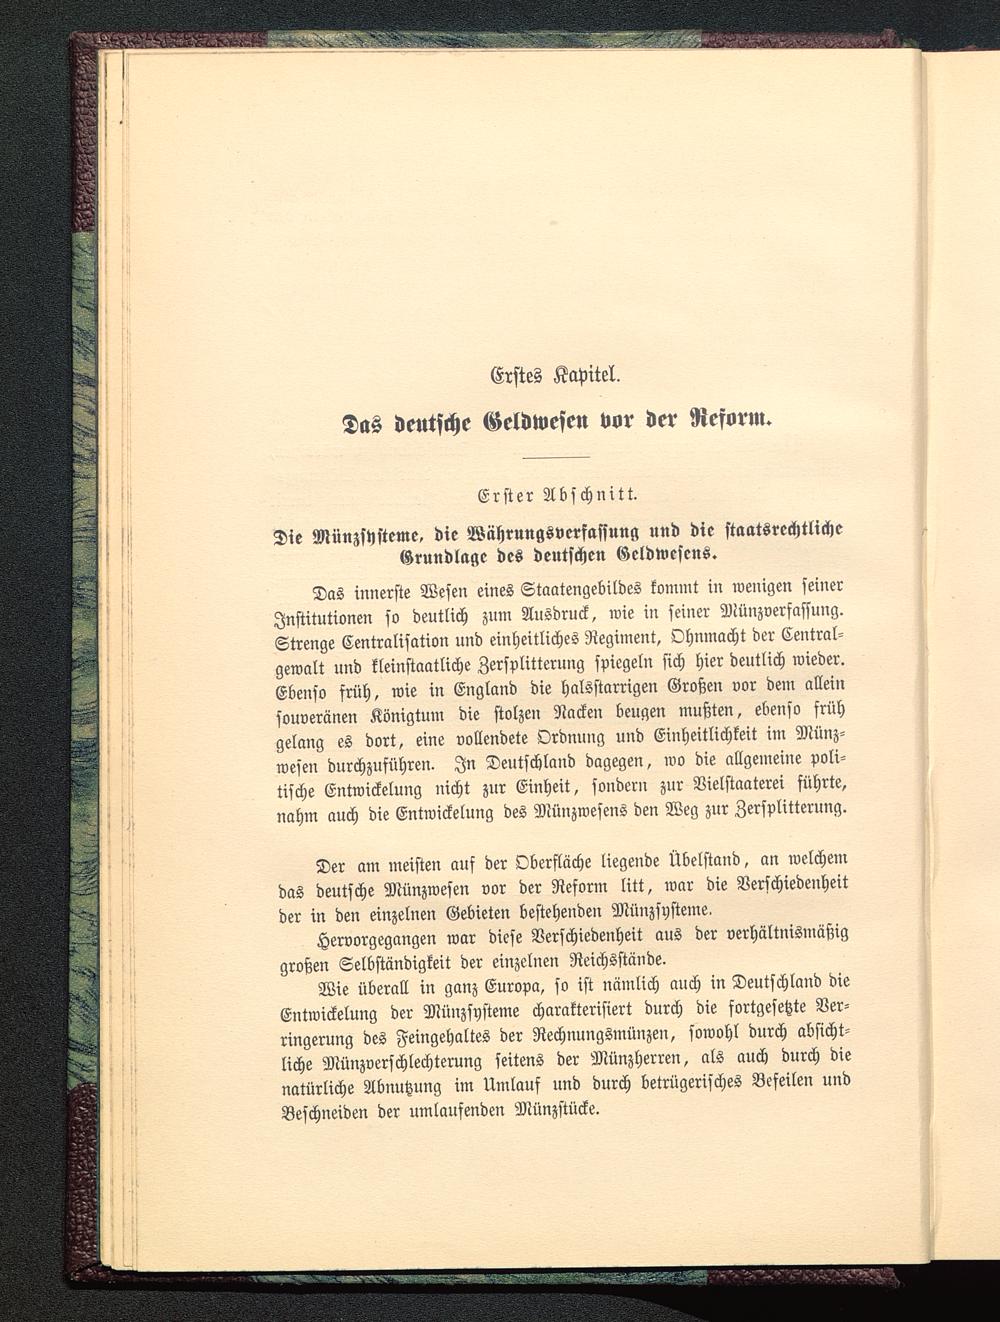 Erstes Kapitel.
Das deutsche Geldwesen vor der Reform.
Erster Abschnitt.
Die Münzsysteme, die Währungsverfassung und die staatsrechtliche
Grundlage des deutschen Geldwesens.
Das innerste Wesen eines Staatengebildes kommt in wenigen seiner
Institutionen so deutlich zum Ausdruck, wie in seiner Münzverfassung.
Strenge Centralisation und einheitliches Regiment, Ohnmacht der Central-
gewalt und kleinstaatliche Zersplitterung spiegeln sich hier deutlich wieder.
Ebenso früh, wie in England die halsstarrigen Großen vor dem allein
souveränen Königtum die stolzen Nacken beugen mußten, ebenso früh
gelang es dort, eine vollendete Ordnung und Einheitlichkeit im Münz-
wesen durchzuführen. In Deutschland dagegen, wo die allgemeine poli-
tische Entwickelung nicht zur Einheit, sondern zur Vielstaaterei führte,
nahm auch die Entwickelung des Münzwesens den Weg zur Zersplitterung.
Der am meisten auf der Oberfläche liegende Übelstand, an welchem
das deutsche Münzwesen vor der Reform litt, war die Verschiedenheit
der in den einzelnen Gebieten bestehenden Münzsysteme.
Hervorgegangen war diese Verschiedenheit aus der verhältnismäßig
großen Selbständigkeit der einzelnen Reichsstände.
Wie überall in ganz Europa, so ist nämlich auch in Deutschland die
Entwickelung der Münzsysteme charakterisiert durch die fortgesetzte Ver-
ringerung des Feingehaltes der Rechnungsmünzen, sowohl durch absicht-
liche Münzverschlechterung seitens der Münzherren, als auch durch die
natürliche Abnutzung im Umlauf und durch betrügerisches Befeilen und
Beschneiden der umlaufenden Münzstücke.